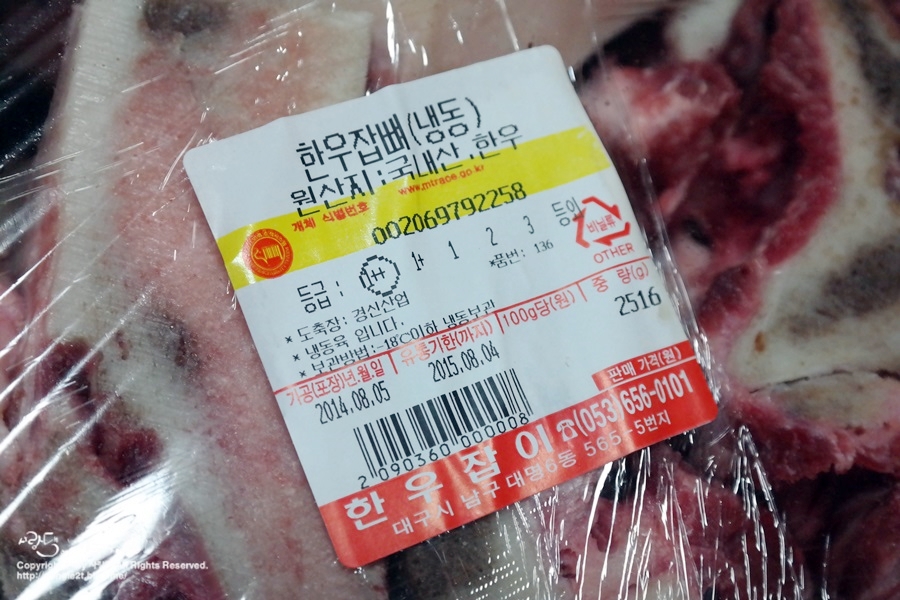 한우잡뼈(냉동)
원산지:국내산,한우
www.mtrace.go.kr
개체 식별번호
002069792258
등급: 1++ 1+ 1 2 3 등외
*품번: 136
비닐류
OTHER
* 도축장: 경신산업
* 냉동육 입니다.
* 보관방법:-18℃이하 냉동보관
가공(포장)년.월일 유통기한(까지) 100g당(원) 중 량(g)
2014.08.05 2015.08.04 2516
판매 가격(원)
2 090360 000008
한우잡이☎(053)656-0101
대구시 남구 대명6동 565-5번지
Rights Reserved.